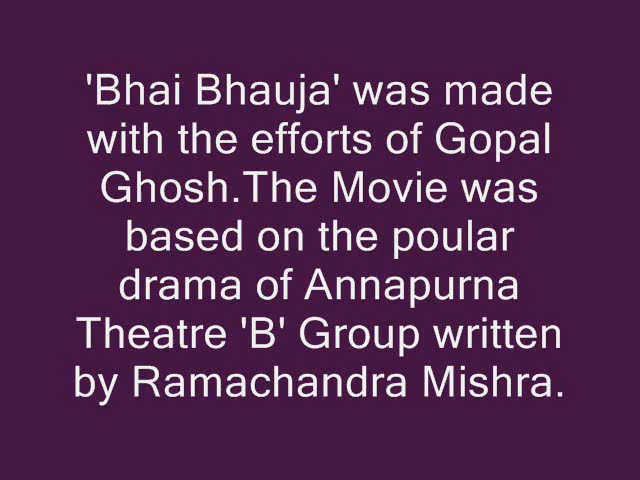 'Bhai Bhauja' was made
with the efforts of Gopal
Ghosh.The Movie was
based on the poular
drama of Annapurna
Theatre 'B' Group written
by Ramachandra Mishra.